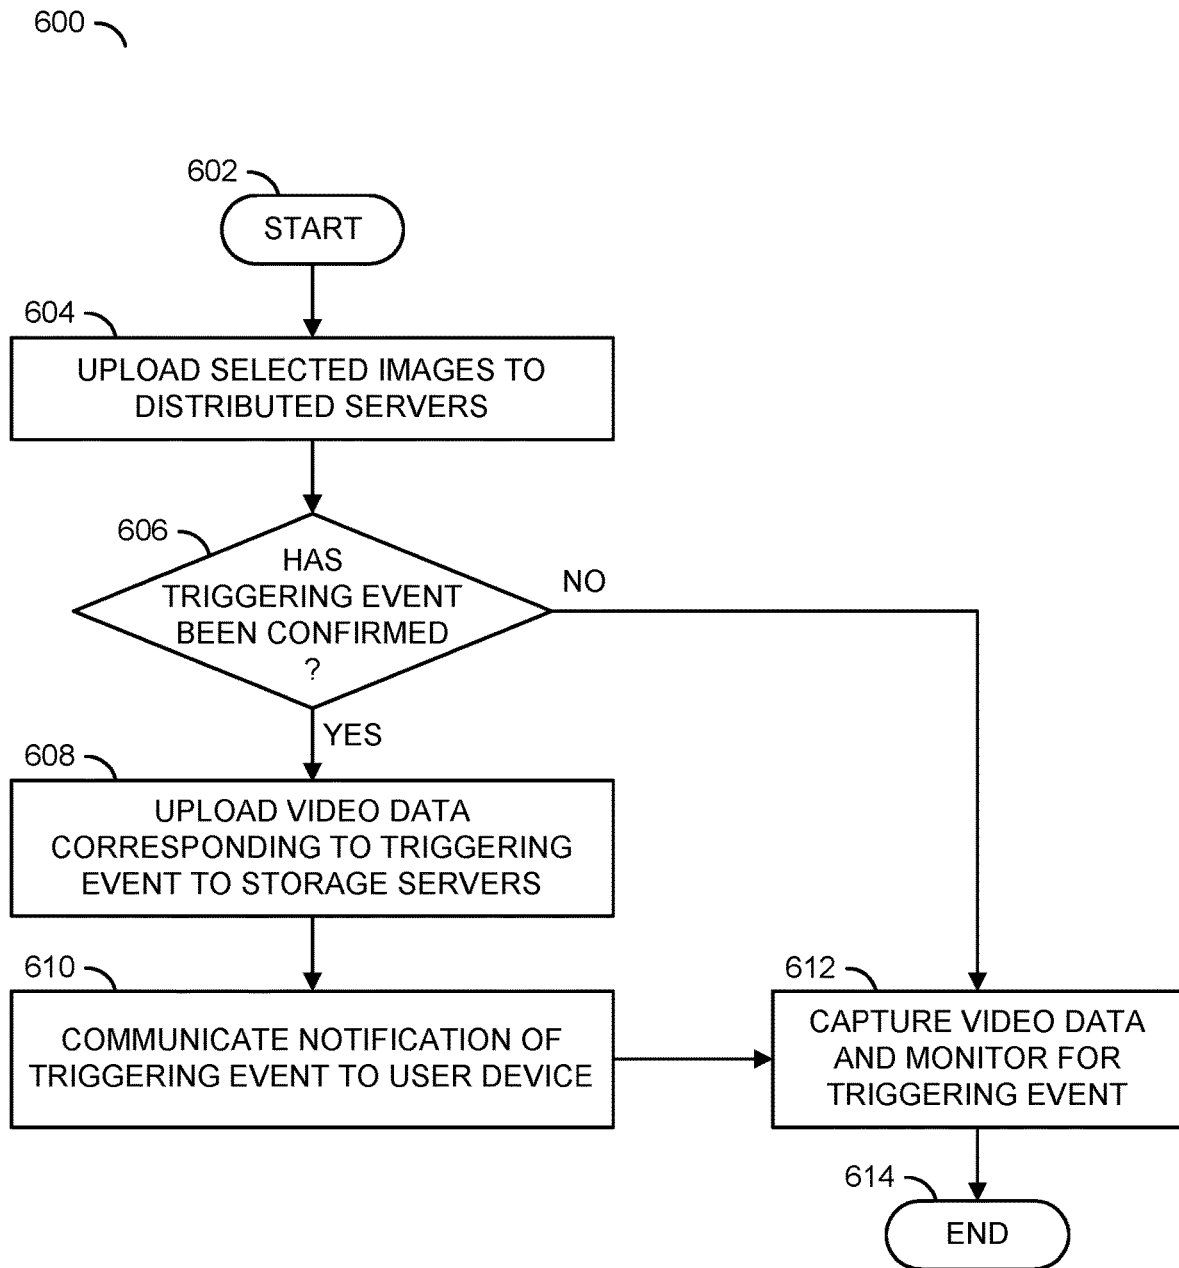 600
602
START
604
UPLOAD SELECTED IMAGES TO
DISTRIBUTED SERVERS
606
HAS
TRIGGERING EVENT
BEEN CONFIRMED
?
NO
YES
608
UPLOAD VIDEO DATA
CORRESPONDING TO TRIGGERING
EVENT TO STORAGE SERVERS
610
COMMUNICATE NOTIFICATION OF
TRIGGERING EVENT TO USER DEVICE
612
CAPTURE VIDEO DATA
AND MONITOR FOR
TRIGGERING EVENT
614
END